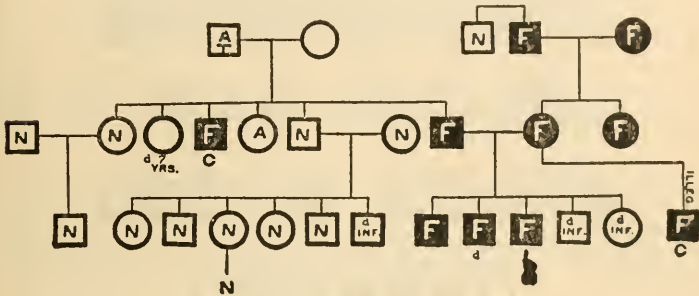 A N F F
N N F A N N F F F
d. 7 YRS. C
ILLEG.
N N N N N N d INF. F F F d INF. d INF. F
d C
N